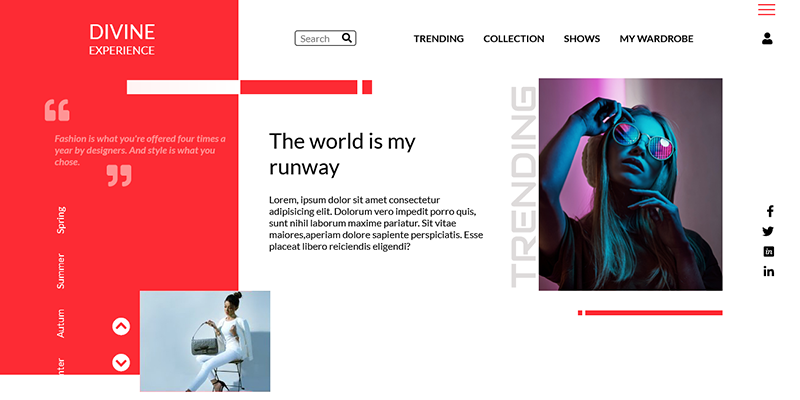 DIVINE
EXPERIENCE
Search
TRENDING
COLLECTION
SHOWS
MY WARDROBE
Fashion is what you're offered four times a
year by designers. And style is what you
chose.
The world is my
runway
Lorem, ipsum dolor sit amet consectetur
adipisicing elit. Dolorum vero impedit porro quis,
sunt nihil laborum maxime pariatur. Sit vitae
maiores,aperiam dolore sapiente perspiciatis. Esse
placeat libero reiciendis eligendi?
TRENDING
Spring
Summer
Autum
nter